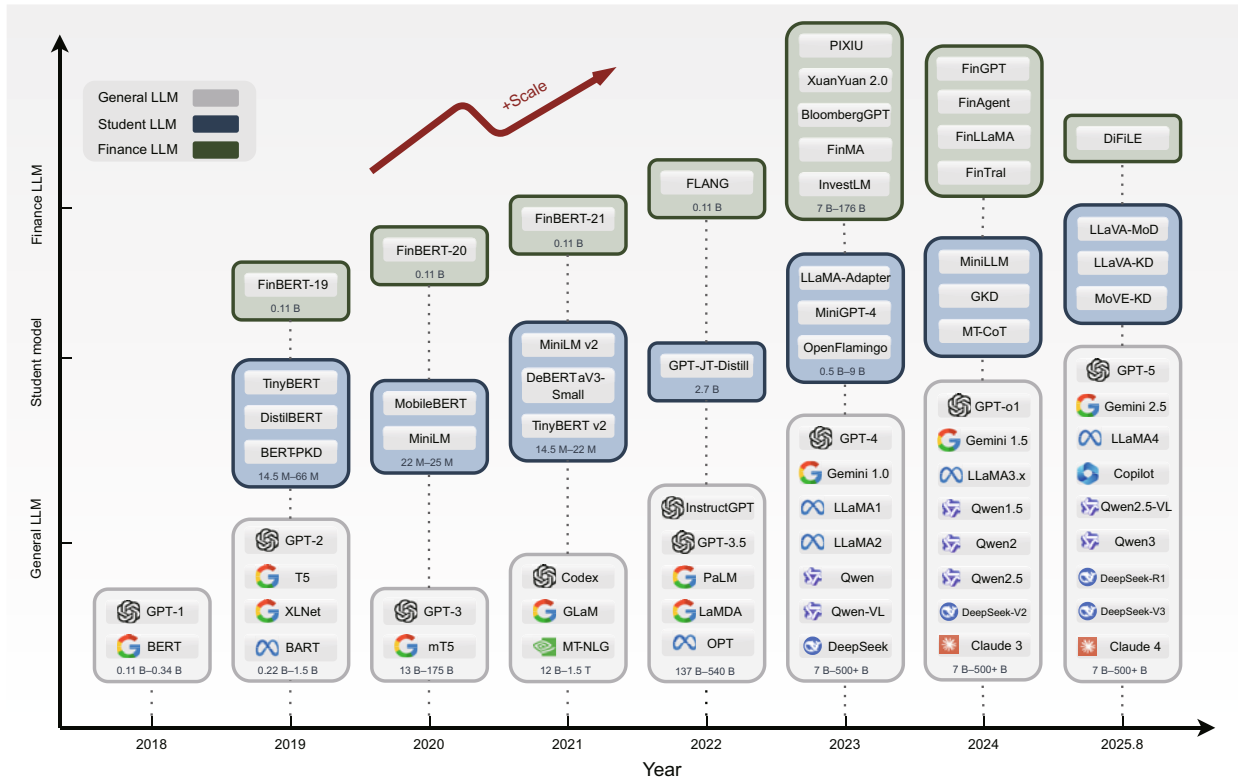 General LLM
Student LLM
Finance LLM
+Scale
Finance LLM
Student model
General LLM
GPT-1
BERT
0.11 B–0.34 B
FinBERT-19
0.11 B
TinyBERT
DistilBERT
BERT-PKD
14.5 M–66 M
GPT-2
T5
XLNet
BART
0.22 B–1.5 B
FinBERT-20
0.11 B
MobileBERT
MiniLM
22 M–25 M
GPT-3
mT5
13 B–175 B
FinBERT-21
0.11 B
MiniLM v2
DeBERTaV3-
Small
TinyBERT v2
14.5 M–22 M
Codex
GLaM
MT-NLG
12 B–1.5 T
FLANG
0.11 B
GPT-JT-Distill
2.7 B
InstructGPT
GPT-3.5
PaLM
LaMDA
OPT
137 B–540 B
PIXIU
XuanYuan 2.0
BloombergGPT
FinMA
InvestLM
7 B–176 B
LLaMA-Adapter
MiniGPT-4
OpenFlamingo
0.5 B–9 B
GPT-4
Gemini 1.0
LLaMA1
LLaMA2
Qwen
Qwen-VL
DeepSeek
7 B–500+ B
FinGPT
FinAgent
FinLLaMA
FinTral
MiniLLM
GKD
MT-CoT
GPT-o1
Gemini 1.5
LLaMA3.x
Qwen1.5
Qwen2
Qwen2.5
DeepSeek-V2
Claude 3
7 B–500+ B
DiFiLE
LLaVA-MoD
LLaVA-KD
MoVE-KD
GPT-5
Gemini 2.5
LLaMA4
Copilot
Qwen2.5-VL
Qwen3
DeepSeek-R1
DeepSeek-V3
Claude 4
7 B–500+ B
2018
2019
2020
2021
2022
2023
2024
2025.8
Year